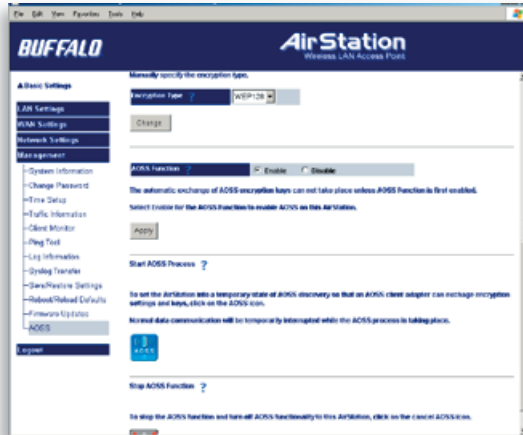 File Edit View Favorites Tools Help
BUFFALO
AirStation
Wireless LAN Access Point
▲Basic Settings
LAN Settings
WAN Settings
Network Settings
Management
System Information
Change Password
Time Setup
Traffic Information
Client Monitor
Ping Test
Log Information
Syslog Transfer
Save/Restore Settings
Reboot/Reload Defaults
Firmware Updates
AOSS
Logout
Manually specify the encryption type.
Encryption Type ?
WEP128
Change
AOSS Function ?
Enable Disable
The automatic exchange of AOSS encryption keys can not take place unless AOSS Function is first enabled.
Select Enable for the AOSS Function to enable AOSS on this AirStation.
Apply
Start AOSS Process ?
To set the AirStation into a temporary state of AOSS discovery so that an AOSS client adapter can exchange encryption
settings and keys, click on the AOSS icon.
Normal data communication will be temporarily interrupted while the AOSS process is taking place.
AOSS
Stop AOSS Function ?
To stop the AOSS function and turn off AOSS functionality to this AirStation, click on the cancel AOSS icon.